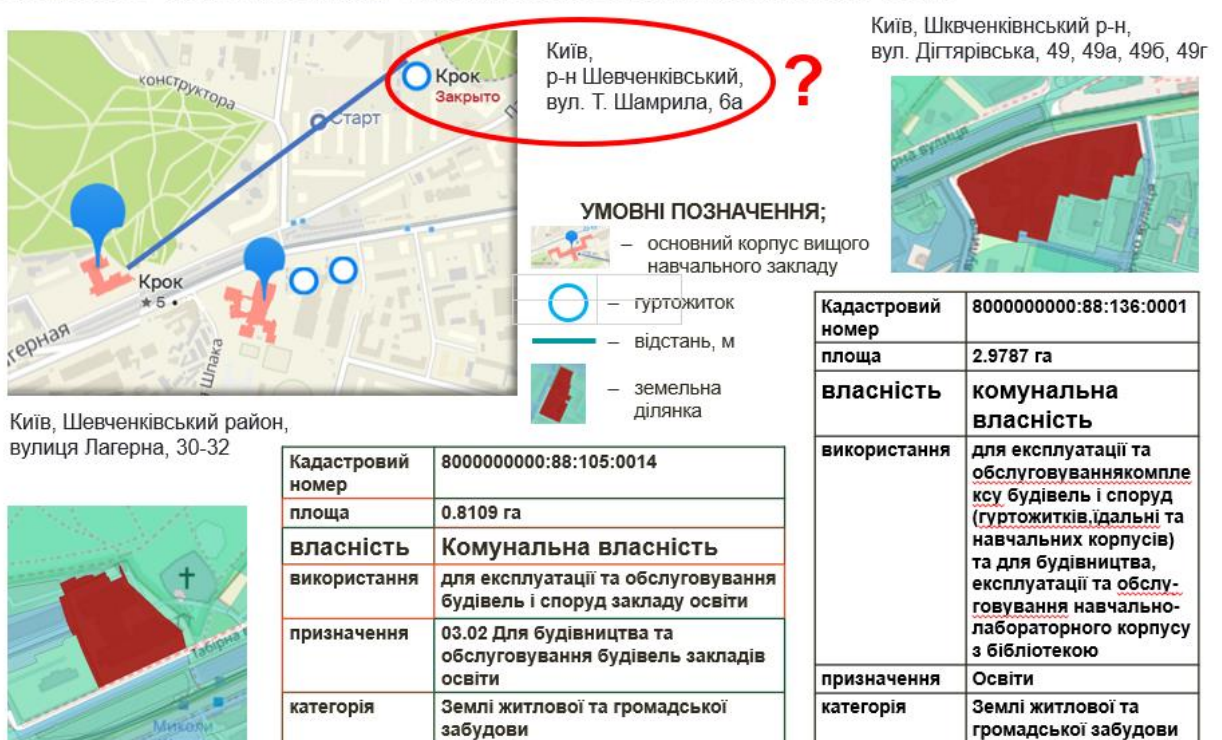 Київ, Шквченківнський р-н,
вул. Дігтярівська, 49, 49а, 49б, 49г
Київ,
р-н Шевченківський,
вул. Т. Шамрила, 6а
?
конструктора
Крок
Закрыто
Старт
Крок
★ 5 •
Шпака
УМОВНІ ПОЗНАЧЕННЯ;
– основний корпус вищого
навчального закладу
– гуртожиток
– відстань, м
– земельна
ділянка
Київ, Шевченківський район,
вулиця Лагерна, 30-32
Кадастровий номер 8000000000:88:105:0014
площа 0.8109 га
власність Комунальна власність
використання для експлуатації та обслуговування
будівель і споруд закладу освіти
призначення 03.02 Для будівництва та
обслуговування будівель закладів
освіти
категорія Землі житлової та громадської
забудови
Кадастровий номер 8000000000:88:136:0001
площа 2.9787 га
власність комунальна
власність
використання для експлуатації та
обслуговуваннякомпле
ксу будівель і споруд
(гуртожитків,їдальні та
навчальних корпусів)
та для будівництва,
експлуатації та обслу-
говування навчально-
лабораторного корпусу
з бібліотекою
призначення Освіти
категорія Землі житлової та
громадської забудови
Миколи